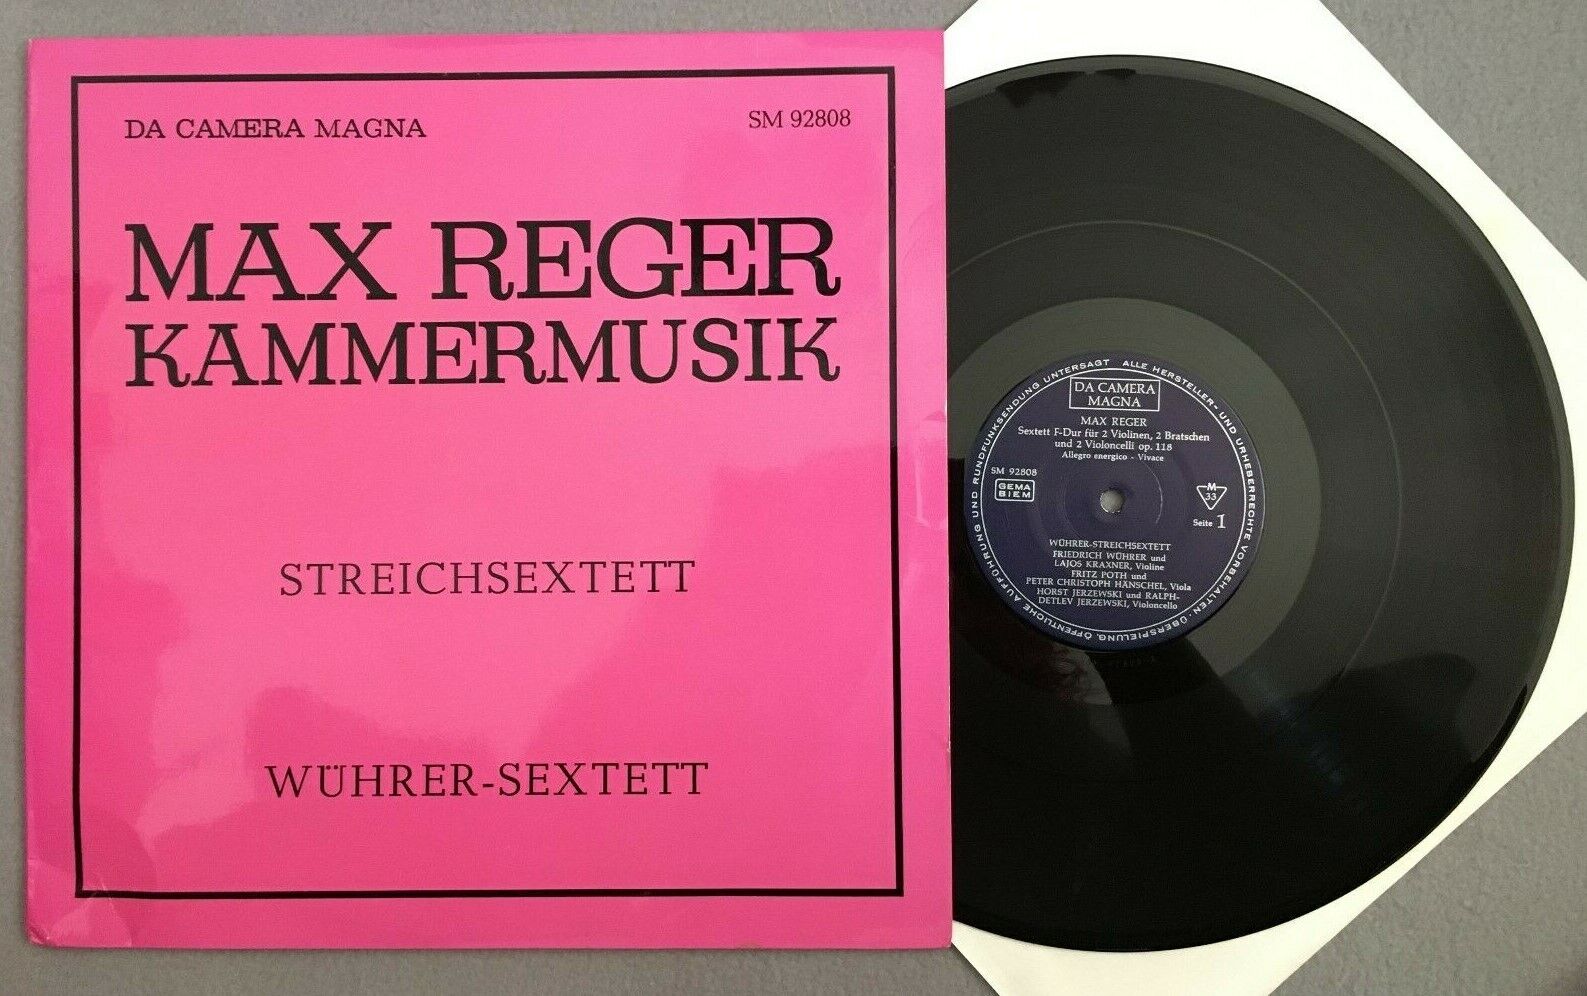 DA CAMERA MAGNA
SM 92808
MAX REGER
KAMMERMUSIK
STREICHSEXTETT
WÜHRER-SEXTETT
ALLE HERSTELLER- UND URHEBERRECHTE VORBEHALTEN. ÜBERSPIELUNG, ÖFFENTLICHE AUFFÜHRUNG UND RUNDFUNKSENDUNG UNTERSAGT
DA CAMERA
MAGNA
MAX REGER
Sextett F-Dur für 2 Violinen, 2 Bratschen
und 2 Violoncelli op. 118
Allegro energico - Vivace
SM 92808
GEMA
BIEM
M
33
Seite 1
WÜHRER-STREICHSEXTETT
FRIEDRICH WÜHRER und
LAJOS KRAXNER, Violine
FRITZ POTH und
PETER CHRISTOPH HÄNSCHEL, Viola
HORST JERZEWSKI und RALPH-
DETLEV JERZEWSKI, Violoncello